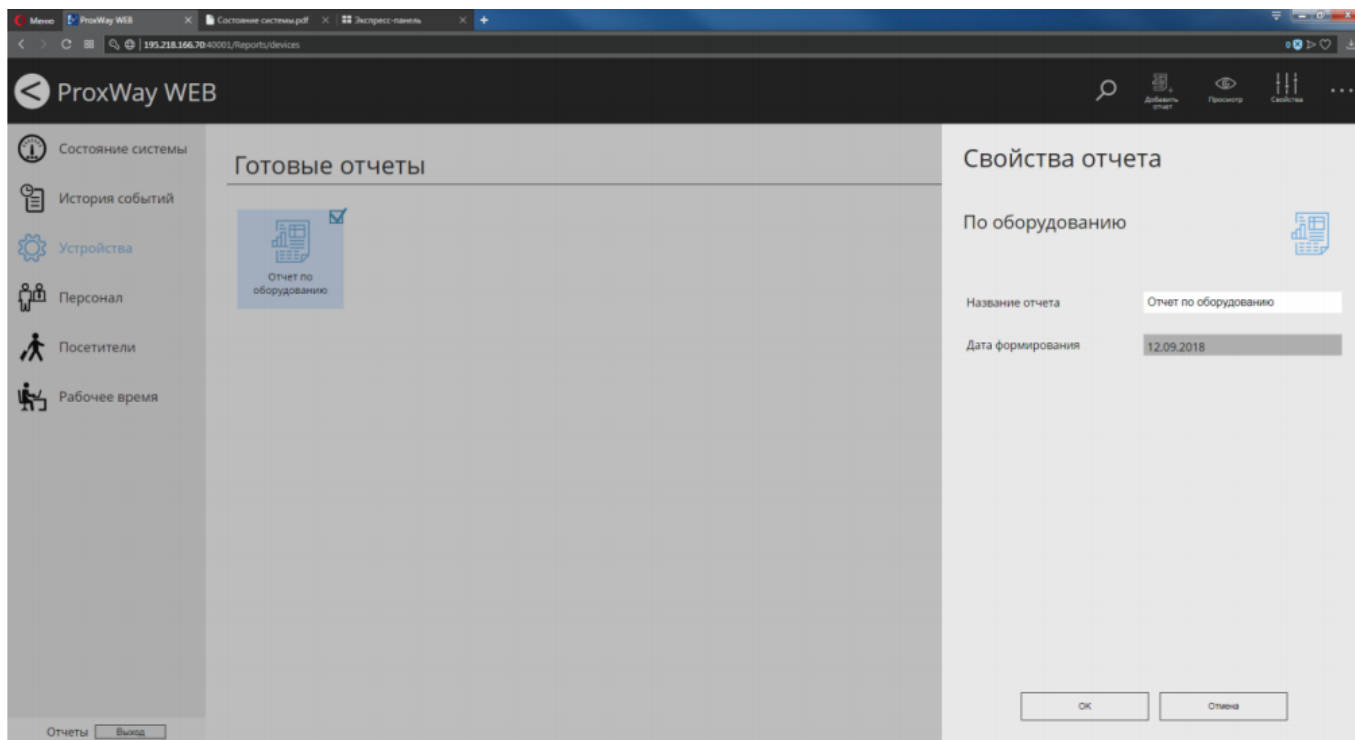 Меню ProxWay WEB Состояние системы.pdf Экспресс-панель
195.218.166.70:40001/Reports/devices 0
ProxWay WEB
Добавить отчет
Просмотр
Свойства
...
Состояние системы
История событий
Устройства
Персонал
Посетители
Рабочее время
Отчеты Выход
Готовые отчеты
Отчет по
оборудованию
Свойства отчета
По оборудованию
Название отчета Отчет по оборудованию
Дата формирования 12.09.2018
ОК Отмена